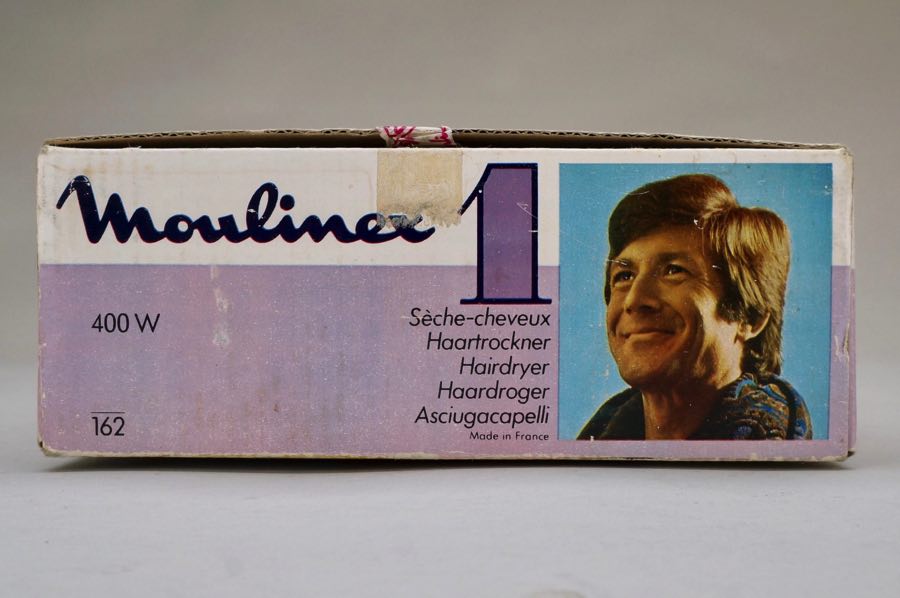 Moulinex 1
400 W
Sèche-cheveux
Haartrockner
Hairdryer
Haardroger
Asciugacapelli
Made in France
162